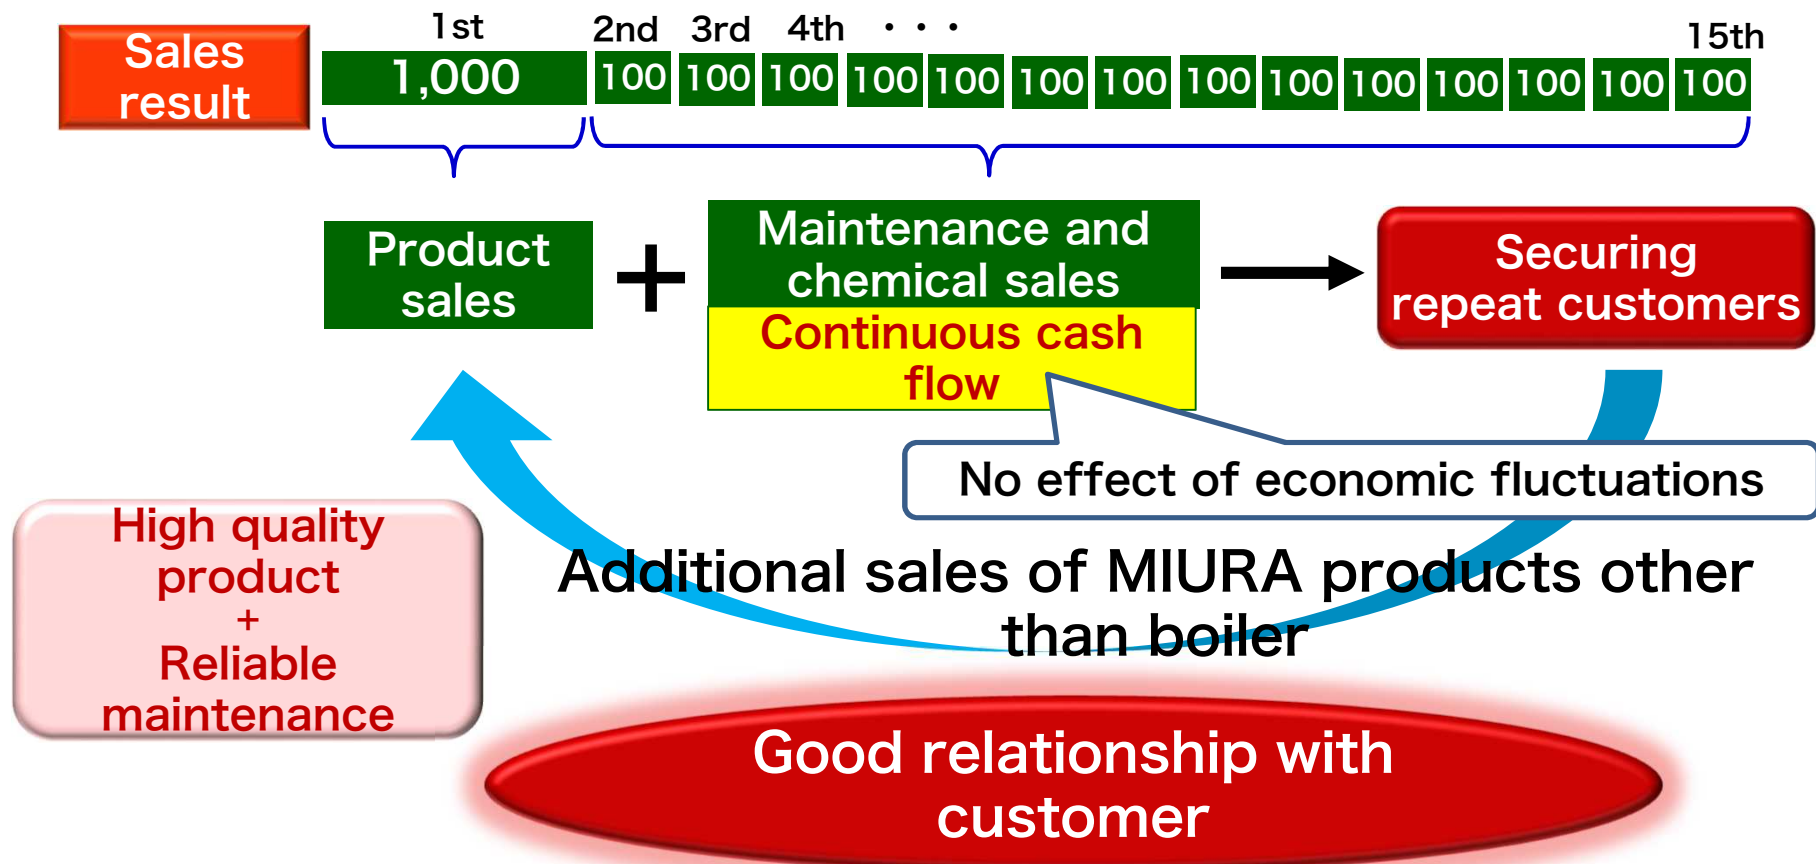 1st 2nd 3rd 4th ・・・ 15th
Sales
result
1,000 100 100 100 100 100 100 100 100 100 100 100 100 100 100
Product
sales
+
Maintenance and
chemical sales
Continuous cash
flow
Securing
repeat customers
No effect of economic fluctuations
High quality
product
+
Reliable
maintenance
Additional sales of MIURA products other
than boiler
Good relationship with
customer